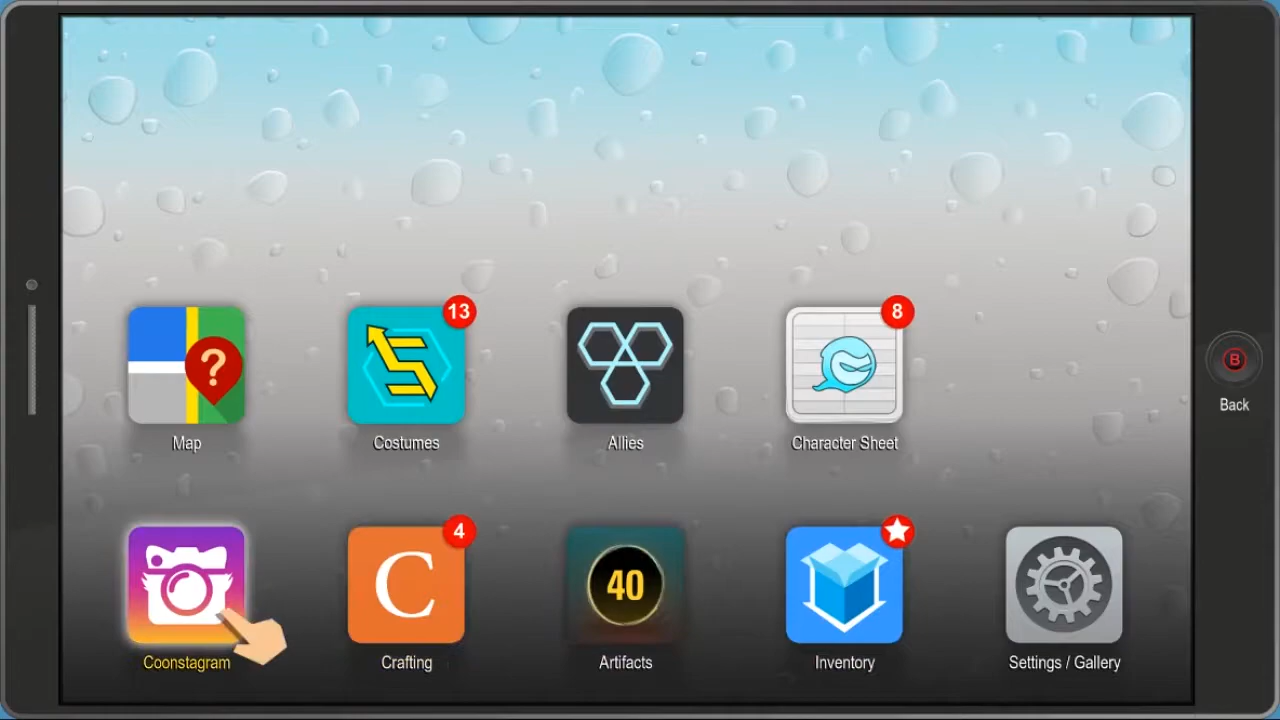 13
8
?
Map
Costumes
Allies
Character Sheet
B
Back
4
C
40
Coonstagram
Crafting
Artifacts
Inventory
Settings / Gallery